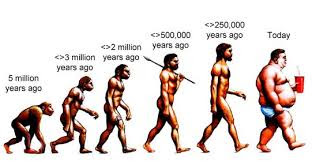 5 million
years ago
<>3 million
years ago
<>2 million
years ago
<>500,000
years ago
<>250,000
years ago
Today